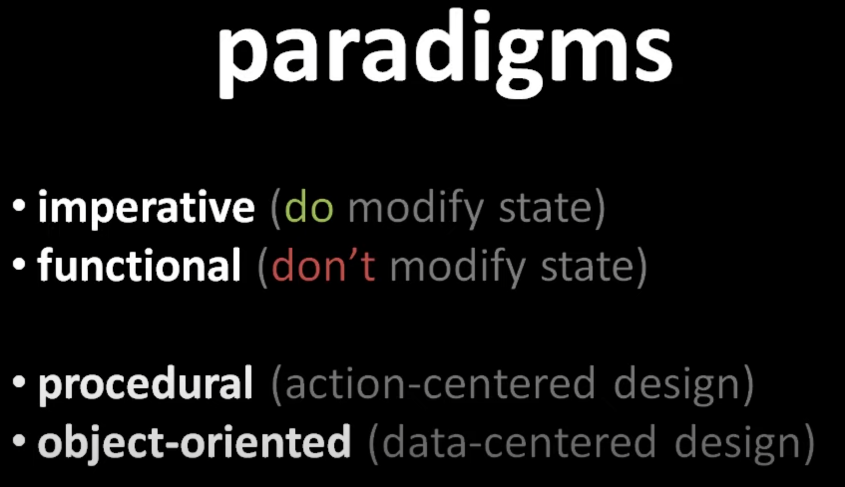 paradigms
• imperative (do modify state)
• functional (don't modify state)
• procedural (action-centered design)
• object-oriented (data-centered design)